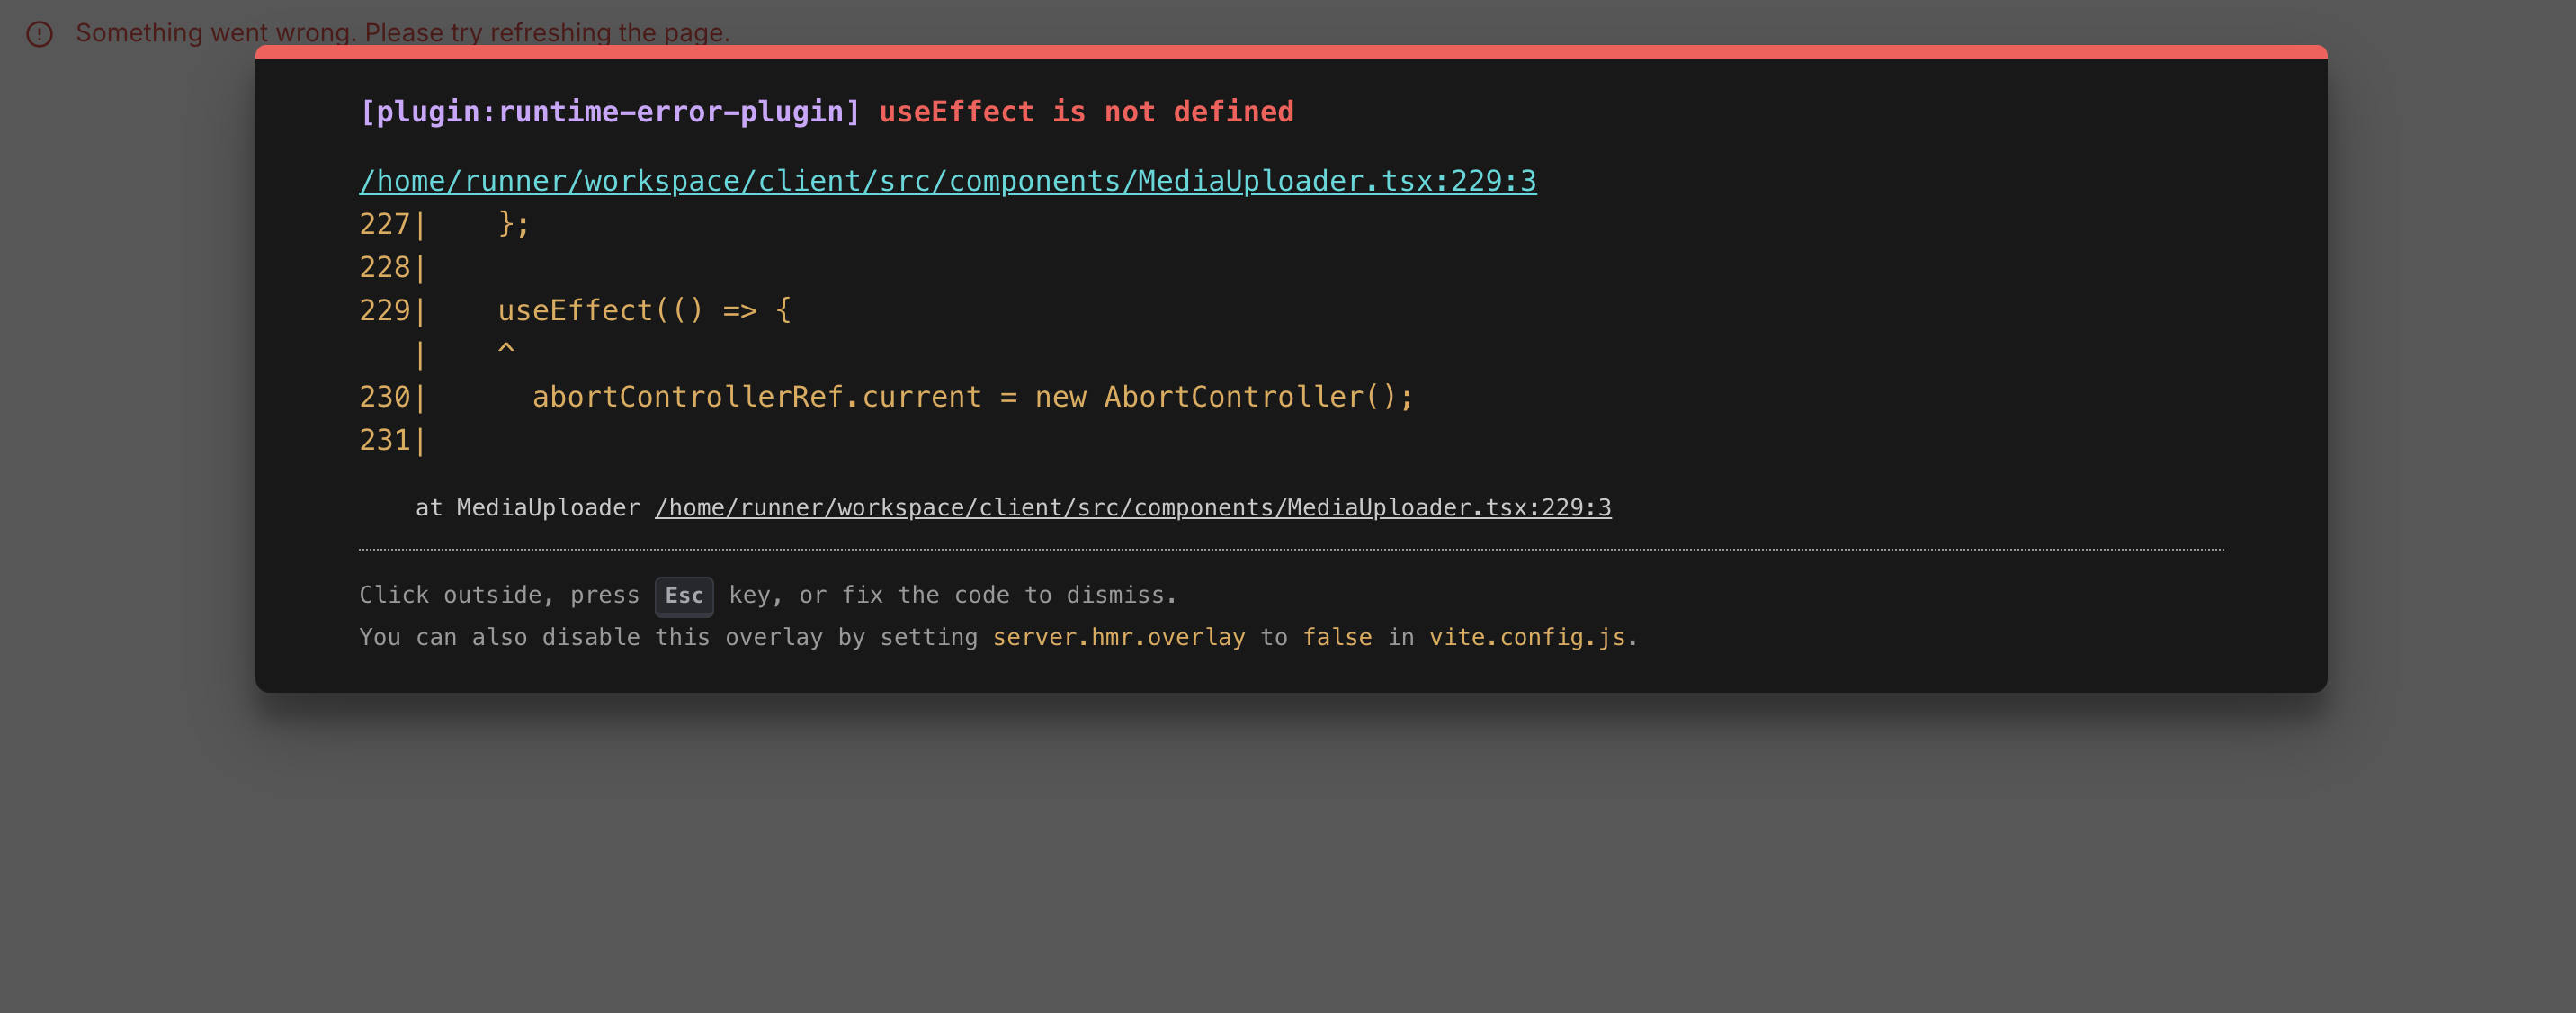 Something went wrong. Please try refreshing the page.
[plugin:runtime-error-plugin] useEffect is not defined
/home/runner/workspace/client/src/components/MediaUploader.tsx:229:3
227|    };
228|
229|    useEffect(() => {
   |    ^
230|      abortControllerRef.current = new AbortController();
231|
at MediaUploader /home/runner/workspace/client/src/components/MediaUploader.tsx:229:3
Click outside, press Esc key, or fix the code to dismiss.
You can also disable this overlay by setting server.hmr.overlay to false in vite.config.js.